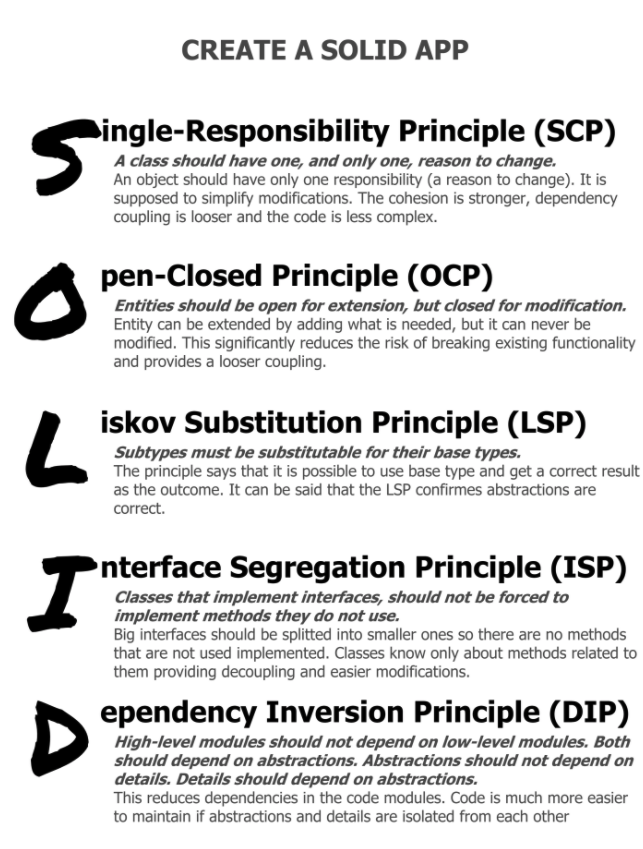 CREATE A SOLID APP
Single-Responsibility Principle (SCP)
A class should have one, and only one, reason to change.
An object should have only one responsibility (a reason to change). It is
supposed to simplify modifications. The cohesion is stronger, dependency
coupling is looser and the code is less complex.
Open-Closed Principle (OCP)
Entities should be open for extension, but closed for modification.
Entity can be extended by adding what is needed, but it can never be
modified. This significantly reduces the risk of breaking existing functionality
and provides a looser coupling.
Liskov Substitution Principle (LSP)
Subtypes must be substitutable for their base types.
The principle says that it is possible to use base type and get a correct result
as the outcome. It can be said that the LSP confirmes abstractions are
correct.
Interface Segregation Principle (ISP)
Classes that implement interfaces, should not be forced to
implement methods they do not use.
Big interfaces should be splitted into smaller ones so there are no methods
that are not used implemented. Classes know only about methods related to
them providing decoupling and easier modifications.
Dependency Inversion Principle (DIP)
High-level modules should not depend on low-level modules. Both
should depend on abstractions. Abstractions should not depend on
details. Details should depend on abstractions.
This reduces dependencies in the code modules. Code is much more easier
to maintain if abstractions and details are isolated from each other